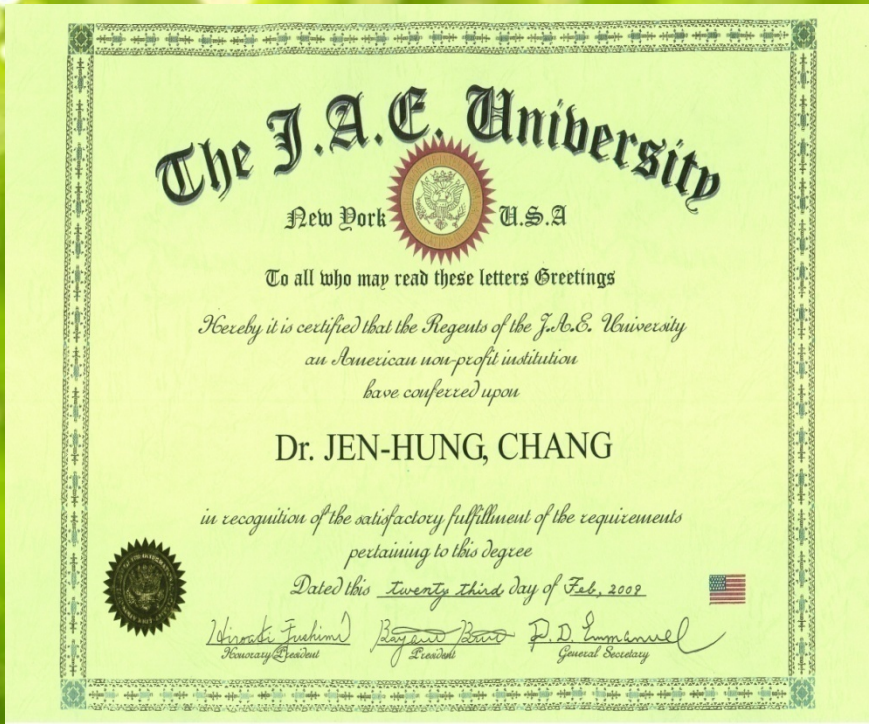 The J.A.E. University
New York U.S.A
To all who may read these letters Greetings
Hereby it is certified that the Regents of the J.A.E. University
an American non-profit institution
have conferred upon
Dr. JEN-HUNG, CHANG
in recognition of the satisfactory fulfillment of the requirements
pertaining to this degree
Dated this twenty third day of Feb, 2009
Hiroaki Fushimi P. D. Emmanuel
Honorary President President General Secretary